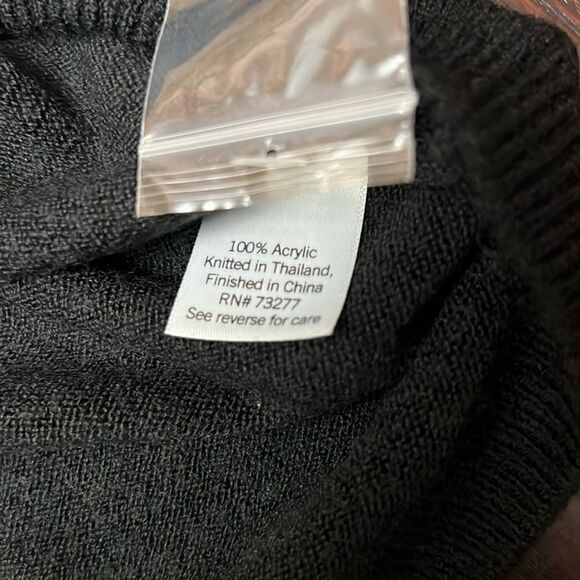 100% Acrylic
Knitted in Thailand,
Finished in China
RN# 73277
See reverse for care